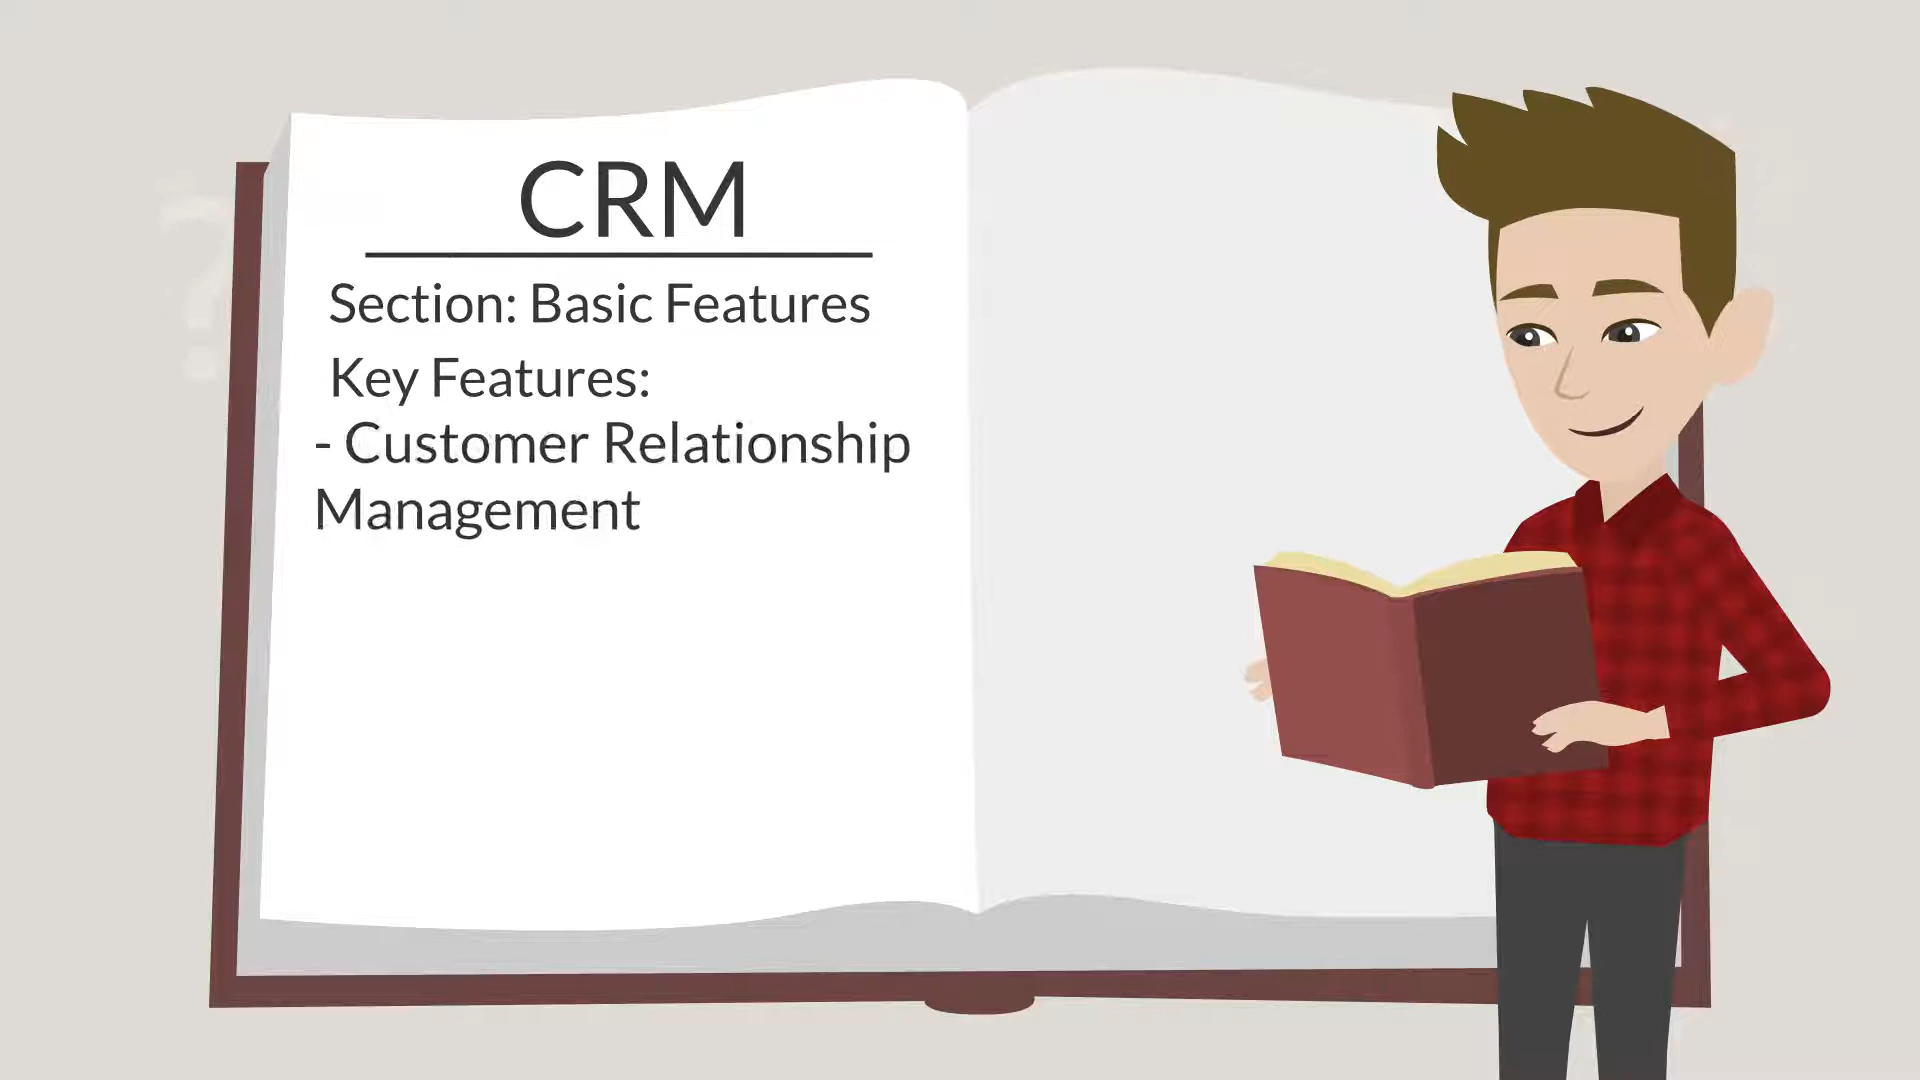 CRM
Section: Basic Features
Key Features:
- Customer Relationship
Management
?